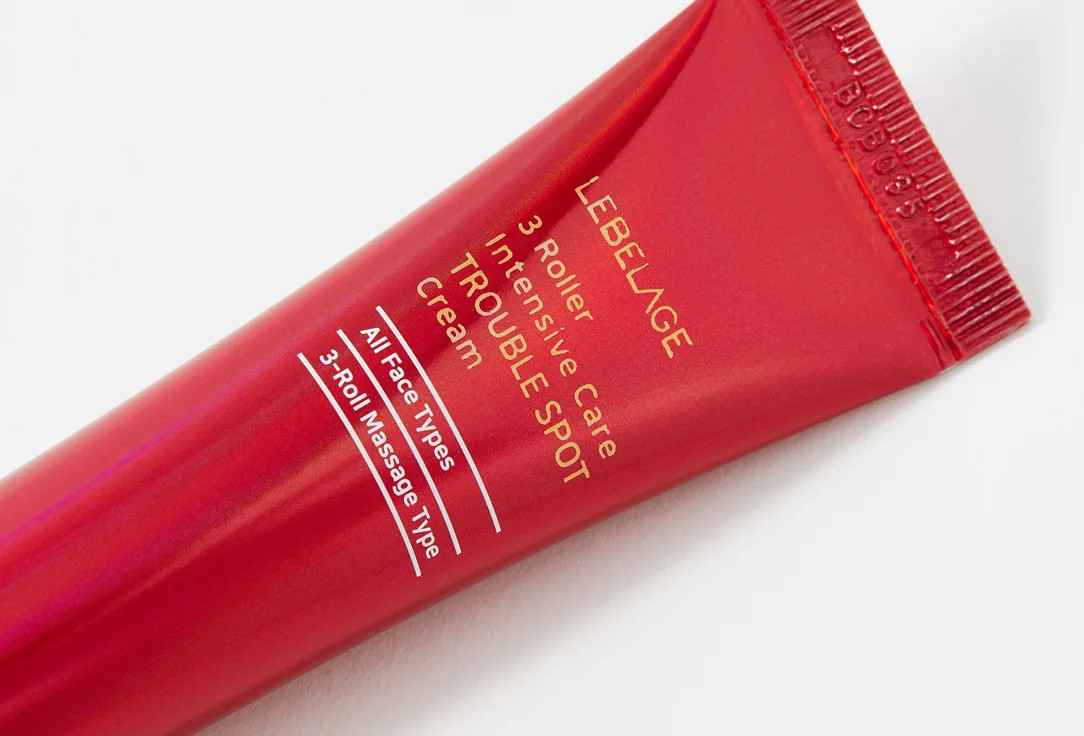 LEBELAGE
3 Roller
Intensive Care
TROUBLE SPOT
Cream
All Face Types
3-Roll Massage Type